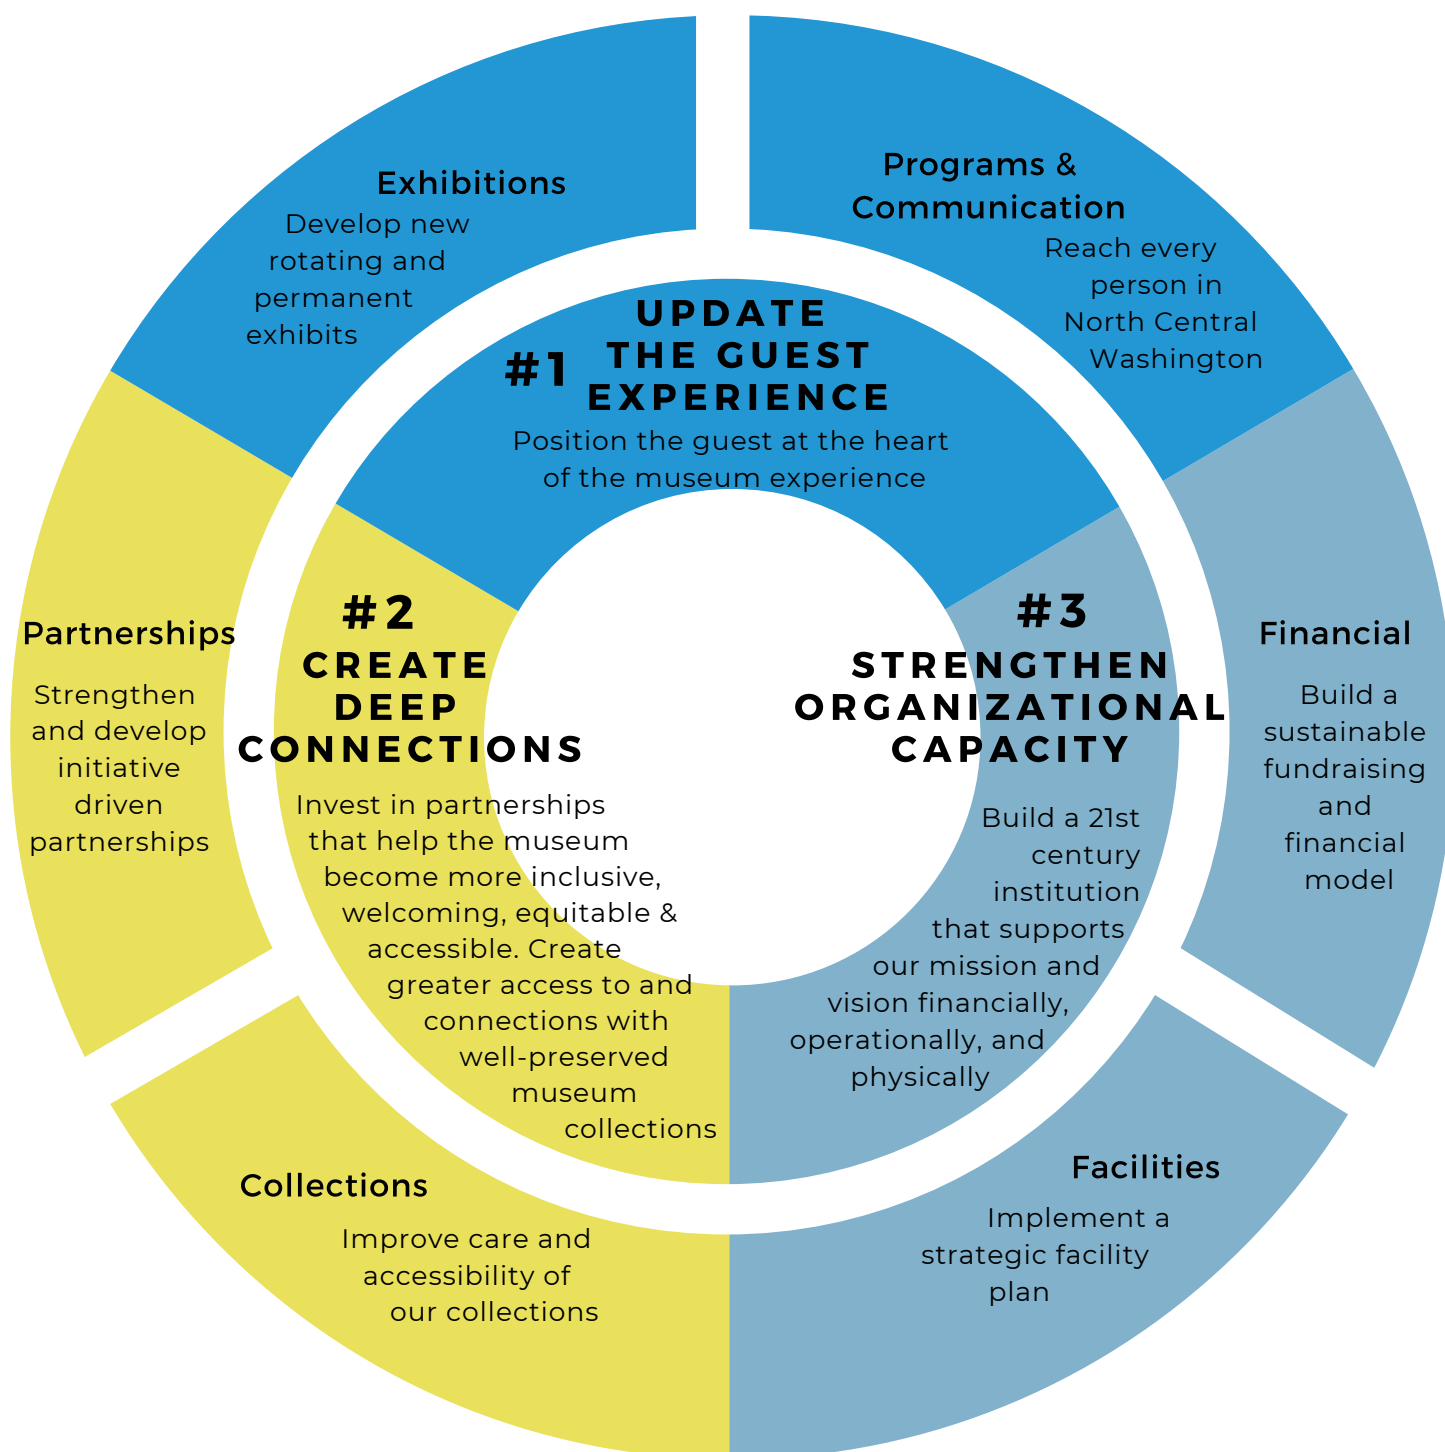 Exhibitions
Develop new
rotating and
permanent
exhibits
Programs &
Communication
Reach every
person in
North Central
Washington
#1
UPDATE
THE GUEST
EXPERIENCE
Position the guest at the heart
of the museum experience
Partnerships
Strengthen
and develop
initiative
driven
partnerships
#2
CREATE
DEEP
CONNECTIONS
Invest in partnerships
that help the museum
become more inclusive,
welcoming, equitable &
accessible. Create
greater access to and
connections with
well-preserved
museum
collections
#3
STRENGTHEN
ORGANIZATIONAL
CAPACITY
Build a 21st
century
institution
that supports
our mission and
vision financially,
operationally, and
physically
Financial
Build a
sustainable
fundraising
and
financial
model
Collections
Improve care and
accessibility of
our collections
Facilities
Implement a
strategic facility
plan